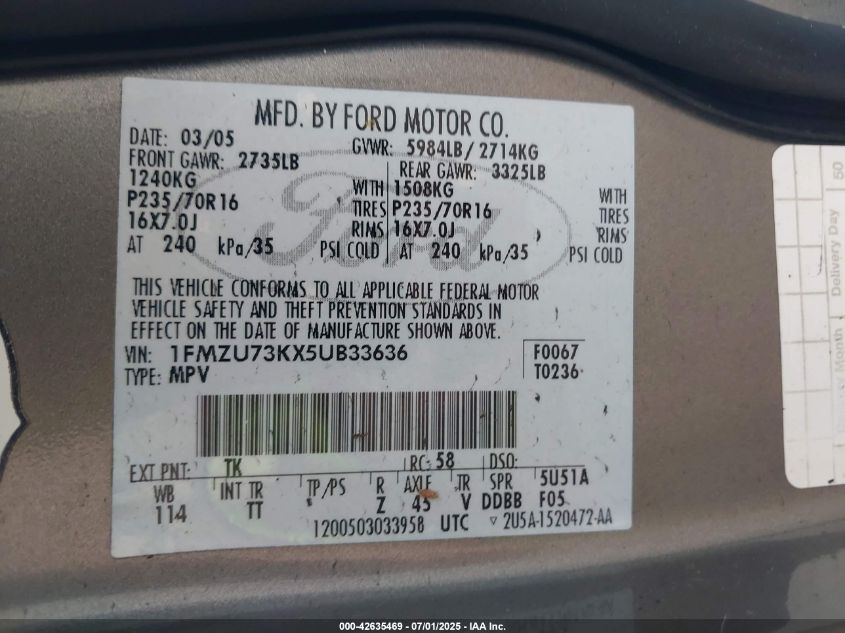 MFD. BY FORD MOTOR CO.
DATE: 03/05 GVWR: 5984LB/ 2714KG
FRONT GAWR: 2735LB REAR GAWR: 3325LB
1240KG WITH 1508KG WITH
P235/70R16 TIRES P235/70R16 TIRES
16X7.0J RIMS 16X7.0J RIMS
AT 240 kPa/35 PSI COLD AT 240 kPa/35 PSI COLD
Ford
THIS VEHICLE CONFORMS TO ALL APPLICABLE FEDERAL MOTOR
VEHICLE SAFETY AND THEFT PREVENTION STANDARDS IN
EFFECT ON THE DATE OF MANUFACTURE SHOWN ABOVE.
VIN: 1FMZU73KX5UB33636 F0067
TYPE: MPV T0236
EXT PNT: TK RC: 58 DSO:
WB INT TR TP/PS R AXLE TR SPR 5U51A
114 TT Z 45 V DDBB F05
1200503033958 UTC ▽ 2U5A-1520472-AA
50
Delivery Day
Month
000-42635469 - 07/01/2025 - IAA Inc.